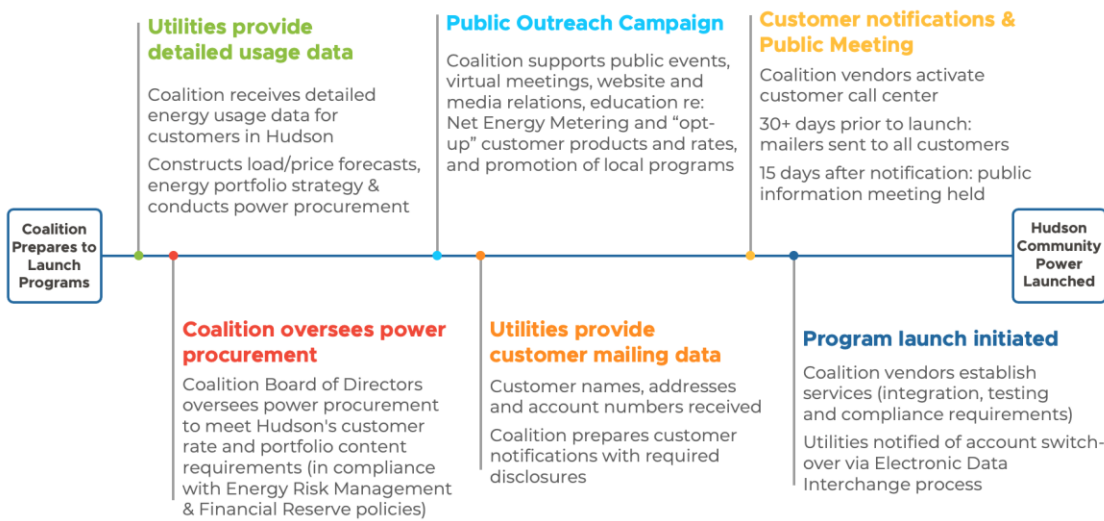 Utilities provide
detailed usage data
Coalition receives detailed
energy usage data for
customers in Hudson
Constructs load/price forecasts,
energy portfolio strategy &
conducts power procurement
Public Outreach Campaign
Coalition supports public events,
virtual meetings, website and
media relations, education re:
Net Energy Metering and “opt-
up” customer products and rates,
and promotion of local programs
Customer notifications &
Public Meeting
Coalition vendors activate
customer call center
30+ days prior to launch:
mailers sent to all customers
15 days after notification: public
information meeting held
Coalition
Prepares to
Launch
Programs
Hudson
Community
Power
Launched
Coalition oversees power
procurement
Coalition Board of Directors
oversees power procurement
to meet Hudson's customer
rate and portfolio content
requirements (in compliance
with Energy Risk Management
& Financial Reserve policies)
Utilities provide
customer mailing data
Customer names, addresses
and account numbers received
Coalition prepares customer
notifications with required
disclosures
Program launch initiated
Coalition vendors establish
services (integration, testing
and compliance requirements)
Utilities notified of account switch-
over via Electronic Data
Interchange process